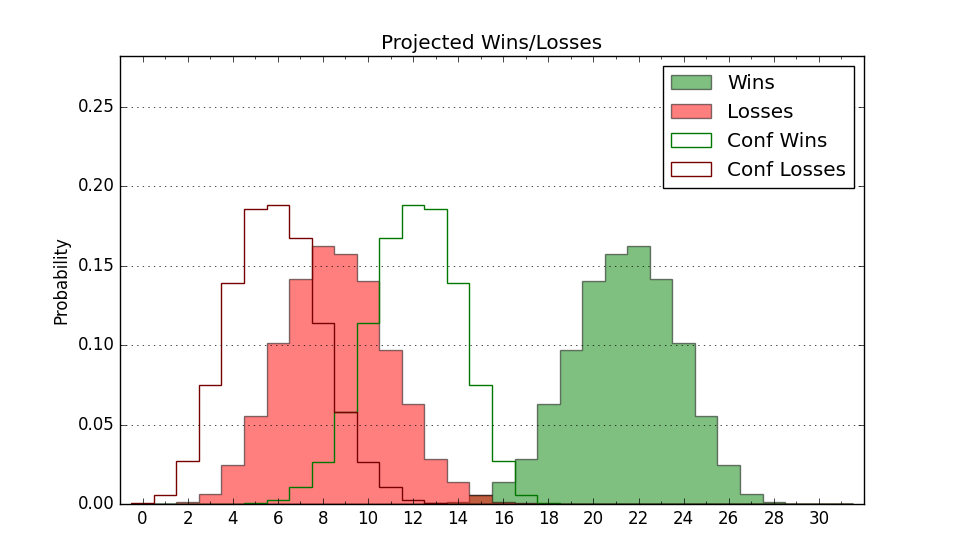 Projected Wins/Losses
Wins
Losses
Conf Wins
Conf Losses
Probability
0.25
0.20
0.15
0.10
0.05
0.00
0 2 4 6 8 10 12 14 16 18 20 22 24 26 28 30